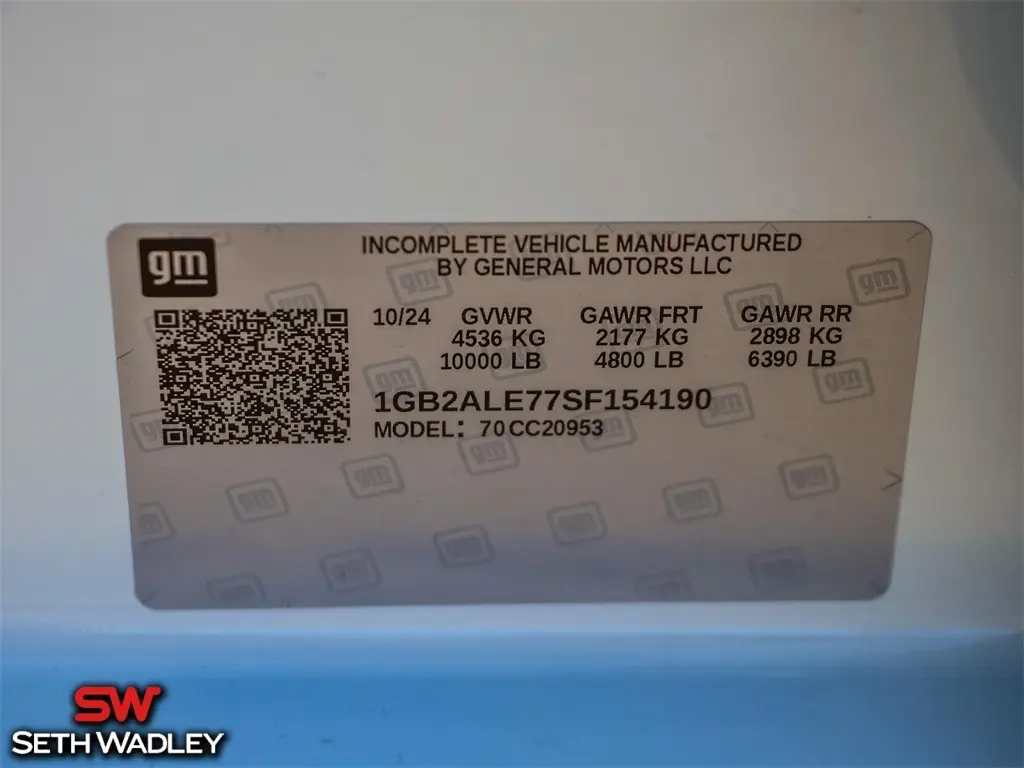 gm
INCOMPLETE VEHICLE MANUFACTURED
BY GENERAL MOTORS LLC
10/24 GVWR GAWR FRT GAWR RR
4536 KG 2177 KG 2898 KG
10000 LB 4800 LB 6390 LB
1GB2ALE77SF154190
MODEL: 70CC20953
SW
SETH WADLEY